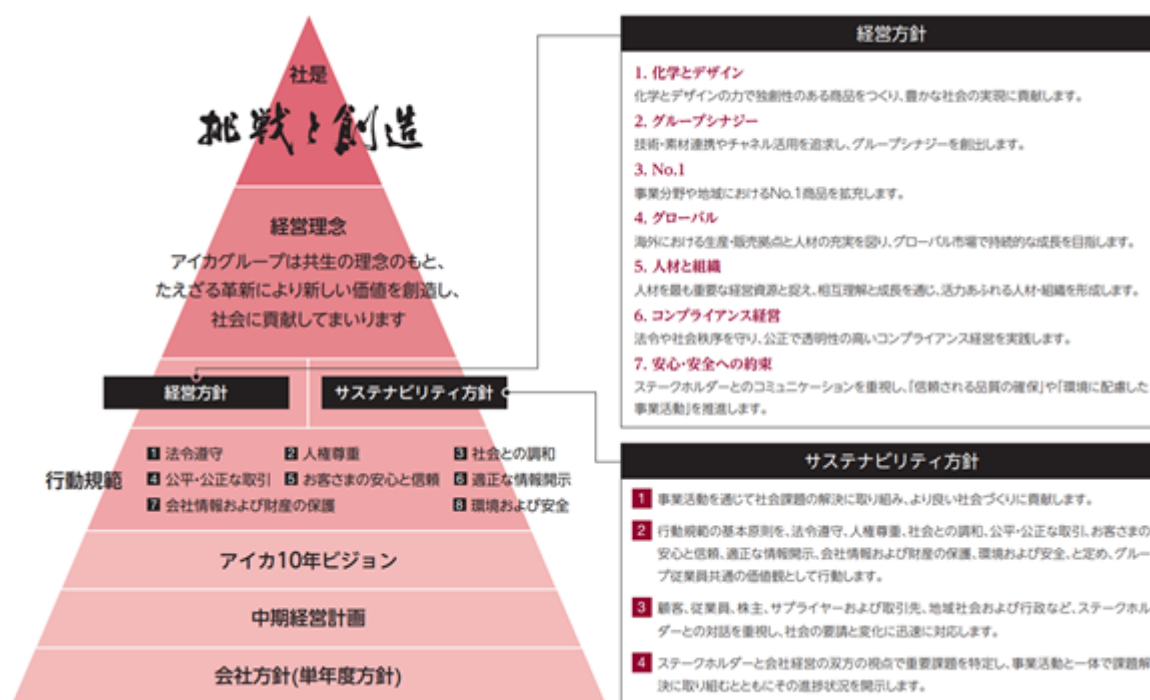 社是
挑戦と創造
経営理念
アイカグループは共生の理念のもと、
たえざる革新により新しい価値を創造し、
社会に貢献してまいります
経営方針
サステナビリティ方針
行動規範
1 法令遵守 2 人権尊重 3 社会との調和
4 公平・公正な取引 5 お客さまの安心と信頼 6 適正な情報開示
7 会社情報および財産の保護 8 環境および安全
アイカ10年ビジョン
中期経営計画
会社方針(単年度方針)
経営方針
1. 化学とデザイン
化学とデザインの力で独創性のある商品をつくり、豊かな社会の実現に貢献します。
2. グループシナジー
技術・素材連携やチャネル活用を追求し、グループシナジーを創出します。
3. No.1
事業分野や地域におけるNo.1商品を拡充します。
4. グローバル
海外における生産・販売拠点と人材の充実を図り、グローバル市場で持続的な成長を目指します。
5. 人材と組織
人材を最も重要な経営資源と捉え、相互理解と成長を通じ、活力あふれる人材・組織を形成します。
6. コンプライアンス経営
法令や社会秩序を守り、公正で透明性の高いコンプライアンス経営を実践します。
7. 安心・安全への約束
ステークホルダーとのコミュニケーションを重視し、「信頼される品質の確保」や「環境に配慮した
事業活動」を推進します。
サステナビリティ方針
1 事業活動を通じて社会課題の解決に取り組み、より良い社会づくりに貢献します。
2 行動規範の基本原則を、法令遵守、人権尊重、社会との調和、公平・公正な取引、お客さまの
安心と信頼、適正な情報開示、会社情報および財産の保護、環境および安全、と定め、グルー
プ従業員共通の価値観として行動します。
3 顧客、従業員、株主、サプライヤーおよび取引先、地域社会および行政など、ステークホル
ダーとの対話を重視し、社会の要請と変化に迅速に対応します。
4 ステークホルダーと会社経営の双方の視点で重要課題を特定し、事業活動と一体で課題解
決に取り組むとともにその進捗状況を開示します。